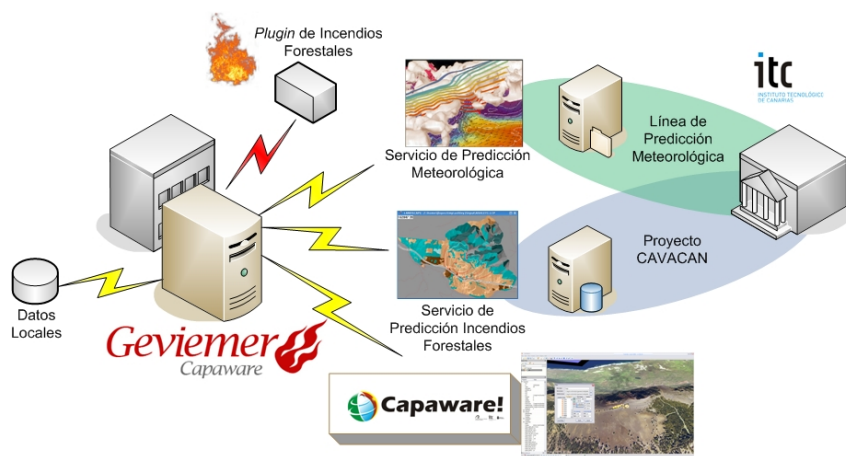 Plugin de Incendios
Forestales
itc
INSTITUTO TECNOLÓGICO
DE CANARIAS
Línea de
Predicción
Meteorológica
Servicio de Predicción
Meteorológica
Proyecto
CAVACAN
Datos
Locales
Servicio de
Predicción Incendios
Forestales
Geviemer
Capaware
Capaware!